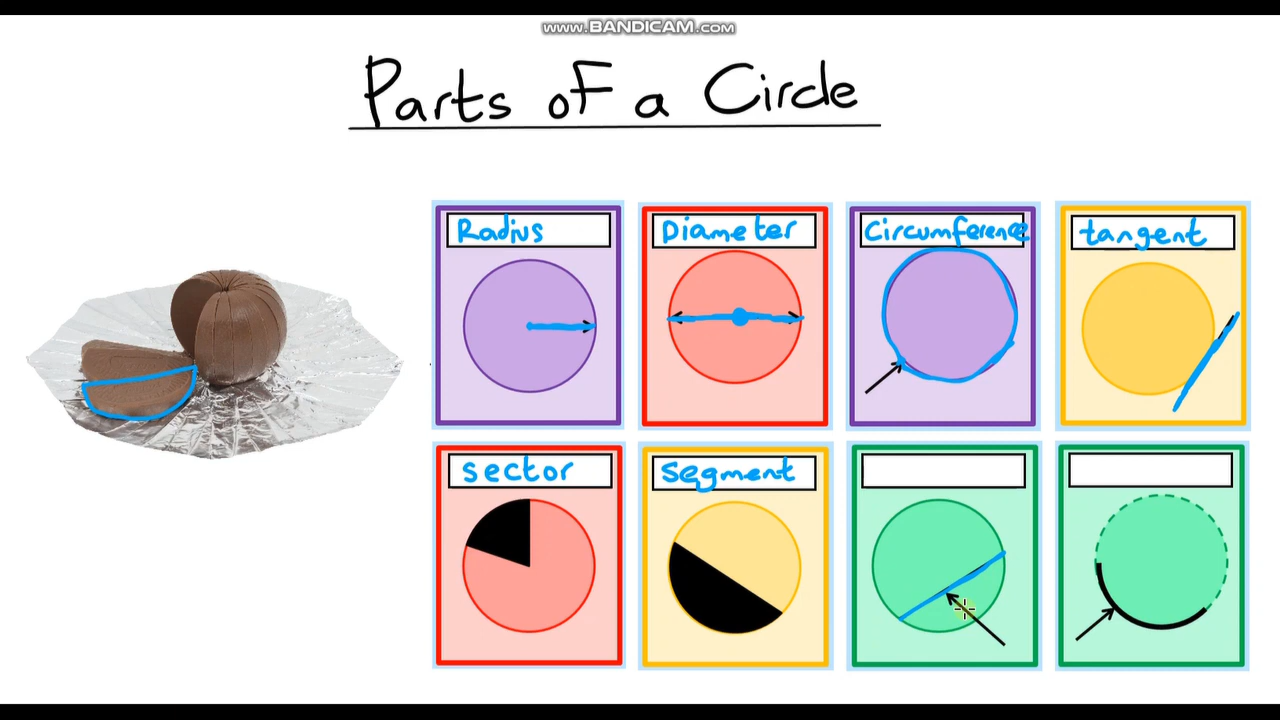 www.BANDICAM.com
Parts of a Circle
Radius
Diameter
Circumference
tangent
sector
segment